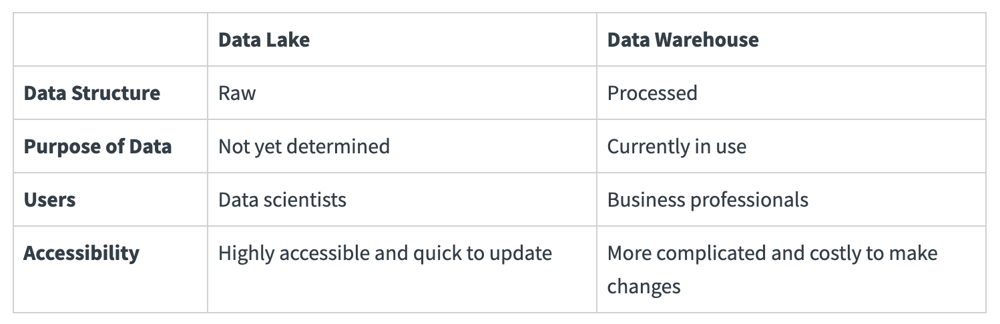 Data Lake
Data Warehouse
Data Structure
Raw
Processed
Purpose of Data
Not yet determined
Currently in use
Users
Data scientists
Business professionals
Accessibility
Highly accessible and quick to update
More complicated and costly to make
changes